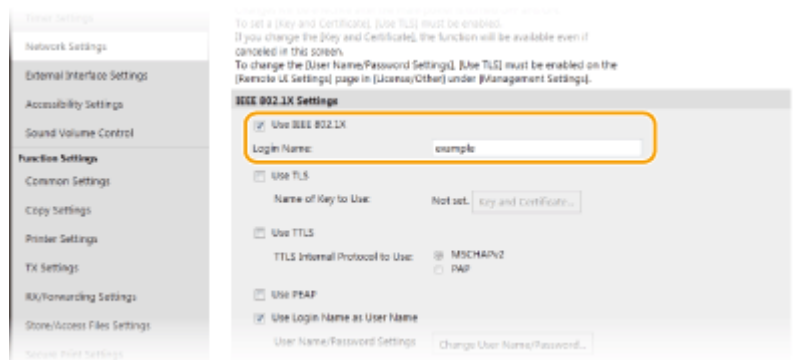 Timer Settings
Network Settings
External Interface Settings
Accessibility Settings
Sound Volume Control
Function Settings
Common Settings
Copy Settings
Printer Settings
TX Settings
RX/Forwarding Settings
Store/Access Files Settings
Secure Print Settings
To set a [Key and Certificate], [Use TLS] must be enabled.
If you change the [Key and Certificate], the function will be available even if
canceled in this screen.
To change the [User Name/Password Settings], [Use TLS] must be enabled on the
[Remote UI Settings] page in [License/Other] under [Management Settings].
IEEE 802.1X Settings
Use IEEE 802.1X
Login Name: example
Use TLS
Name of Key to Use: Not set. Key and Certificate...
Use TTLS
TTLS Internal Protocol to Use: MSCHAPv2
PAP
Use PEAP
Use Login Name as User Name
User Name/Password Settings Change User Name/Password...